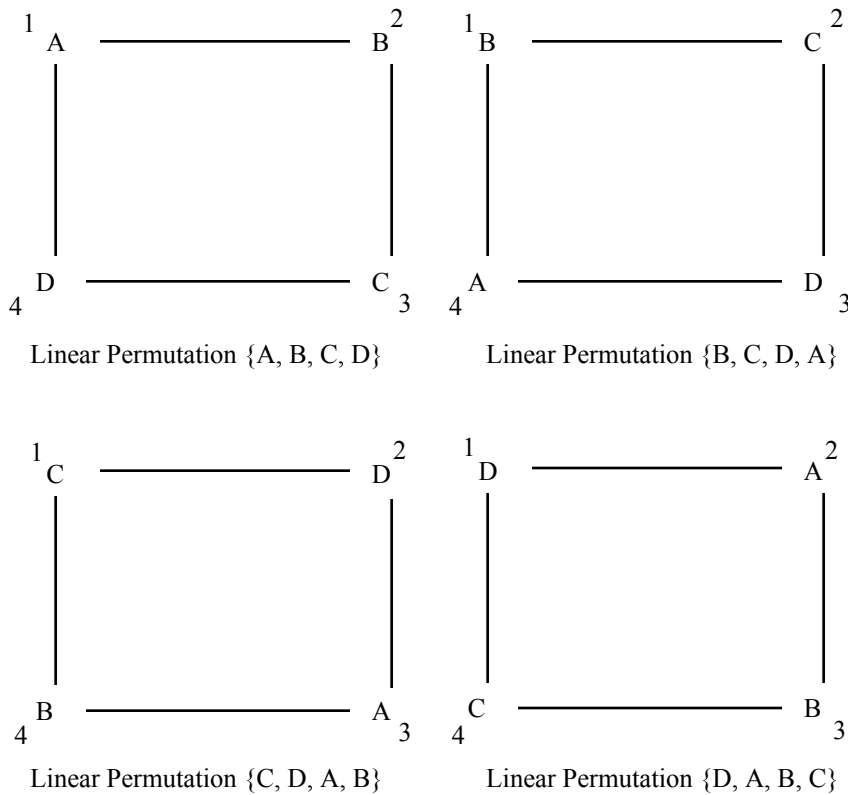 1 A B 2
4 D C 3
Linear Permutation {A, B, C, D}
1 B C 2
4 A D 3
Linear Permutation {B, C, D, A}
1 C D 2
4 B A 3
Linear Permutation {C, D, A, B}
1 D A 2
4 C B 3
Linear Permutation {D, A, B, C}